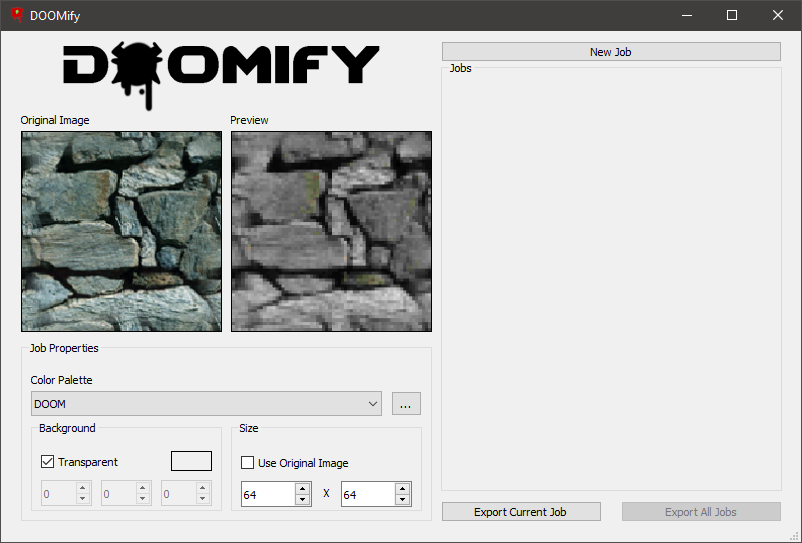 DOOMify
DOOMIFY
New Job
Jobs
Original Image
Preview
Job Properties
Color Palette
DOOM
...
Background
Size
Transparent
Use Original Image
0
0
0
64
X
64
Export Current Job
Export All Jobs